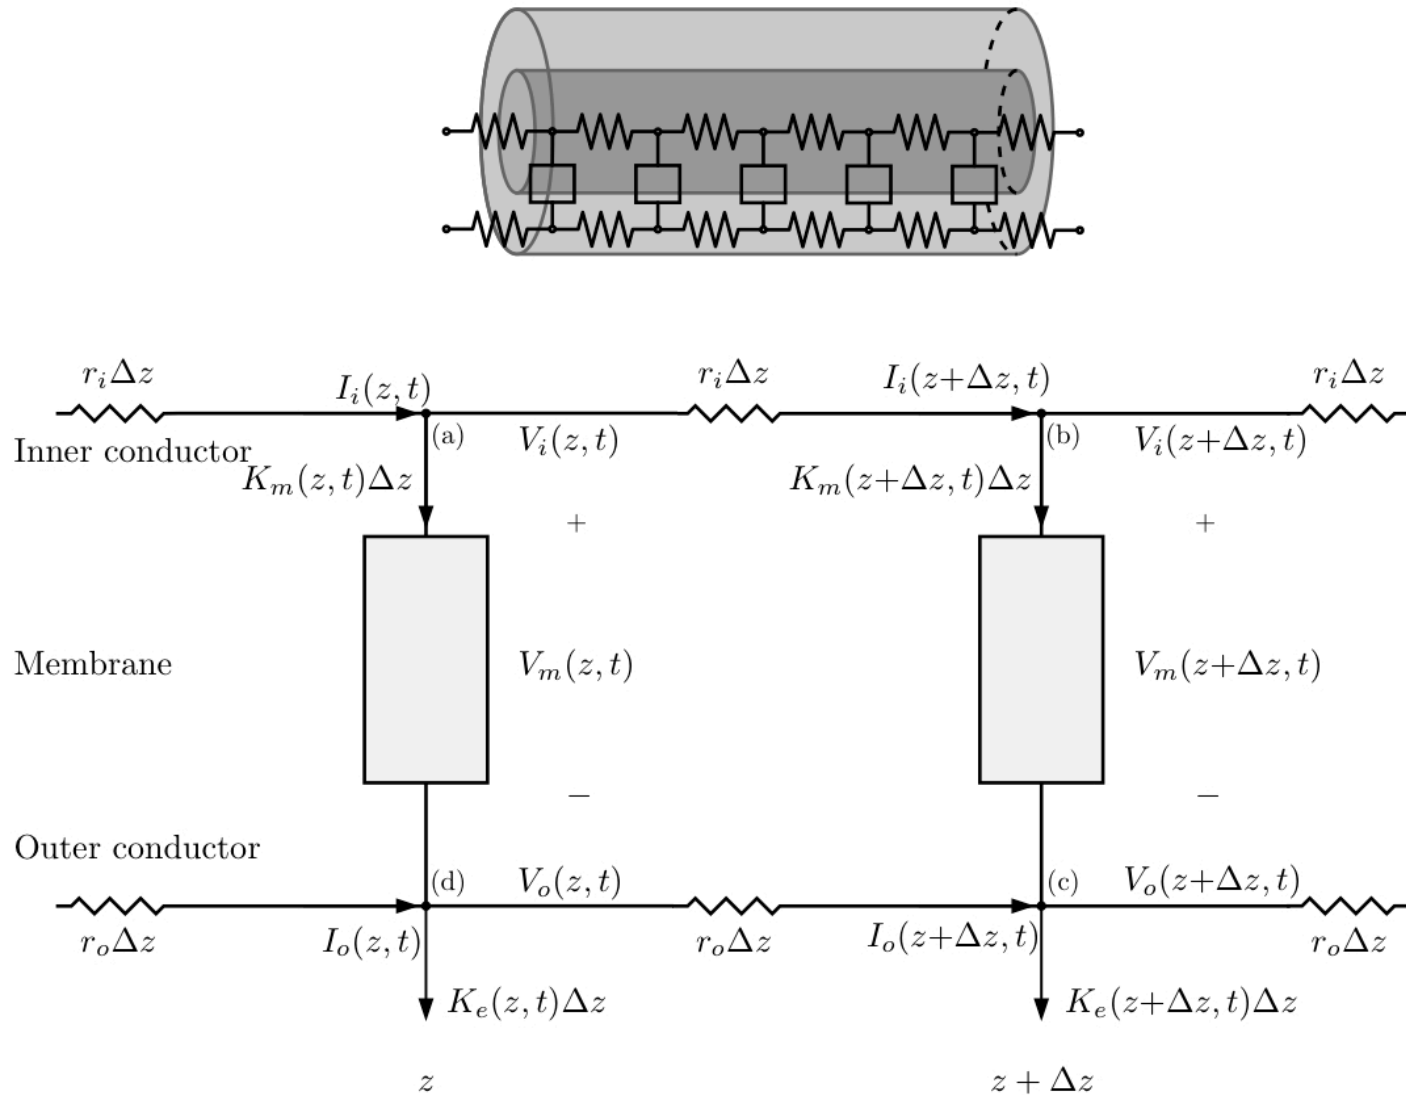 r_iΔz I_i(z, t) r_iΔz I_i(z+Δz, t) r_iΔz
(a) V_i(z, t) (b) V_i(z+Δz, t)
Inner conductor
K_m(z, t)Δz K_m(z+Δz, t)Δz
+ +
Membrane V_m(z, t) V_m(z+Δz, t)
− −
Outer conductor
(d) V_o(z, t) (c) V_o(z+Δz, t)
r_oΔz I_o(z, t) r_oΔz I_o(z+Δz, t) r_oΔz
K_e(z, t)Δz K_e(z+Δz, t)Δz
z z + Δz